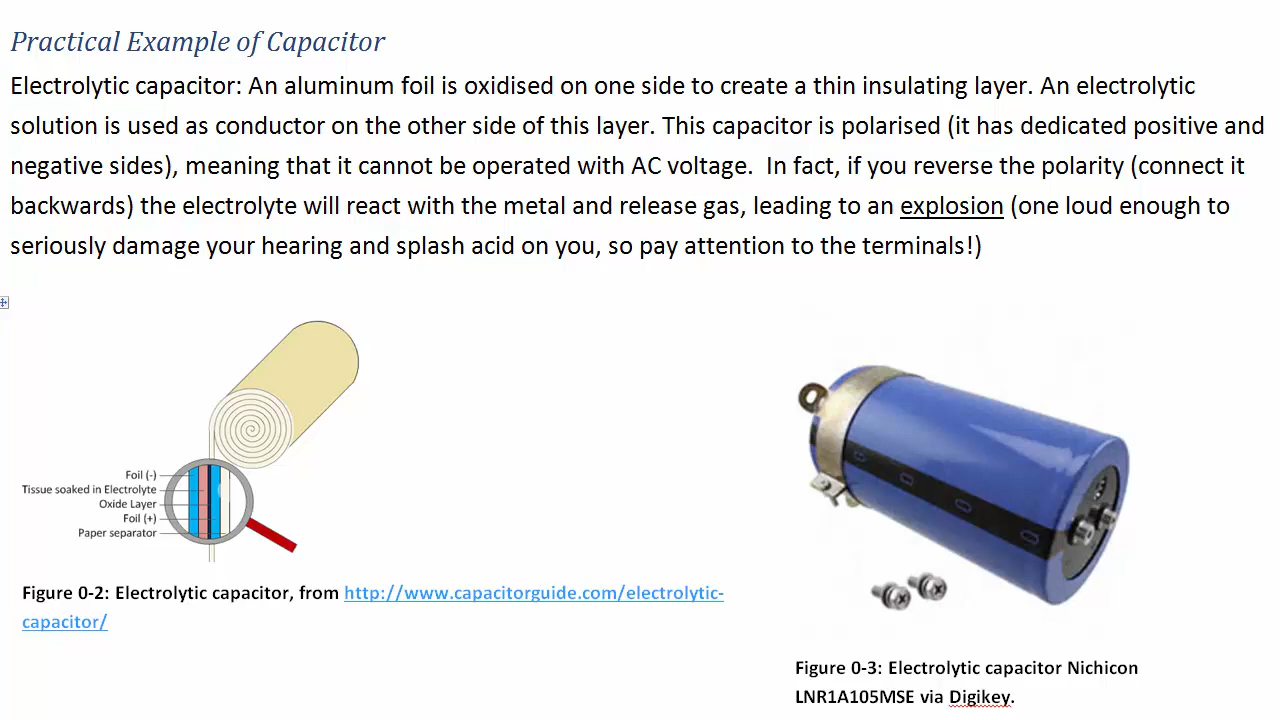 Practical Example of Capacitor
Electrolytic capacitor: An aluminum foil is oxidised on one side to create a thin insulating layer. An electrolytic
solution is used as conductor on the other side of this layer. This capacitor is polarised (it has dedicated positive and
negative sides), meaning that it cannot be operated with AC voltage.  In fact, if you reverse the polarity (connect it
backwards) the electrolyte will react with the metal and release gas, leading to an explosion (one loud enough to
seriously damage your hearing and splash acid on you, so pay attention to the terminals!)
Foil (-)
Tissue soaked in Electrolyte
Oxide Layer
Foil (+)
Paper separator
Figure 0-2: Electrolytic capacitor, from http://www.capacitorguide.com/electrolytic-
capacitor/
Figure 0-3: Electrolytic capacitor Nichicon
LNR1A105MSE via Digikey.